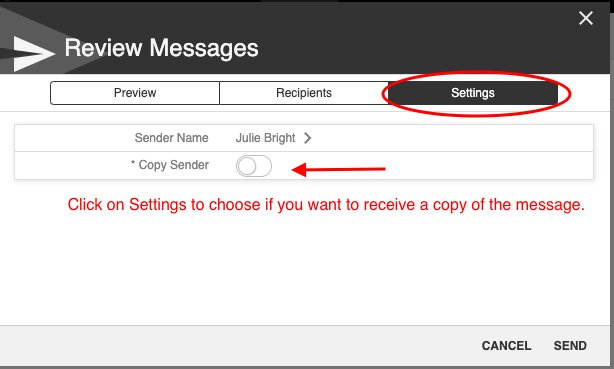 Review Messages
Preview Recipients Settings
Sender Name Julie Bright
* Copy Sender
Click on Settings to choose if you want to receive a copy of the message.
CANCEL SEND